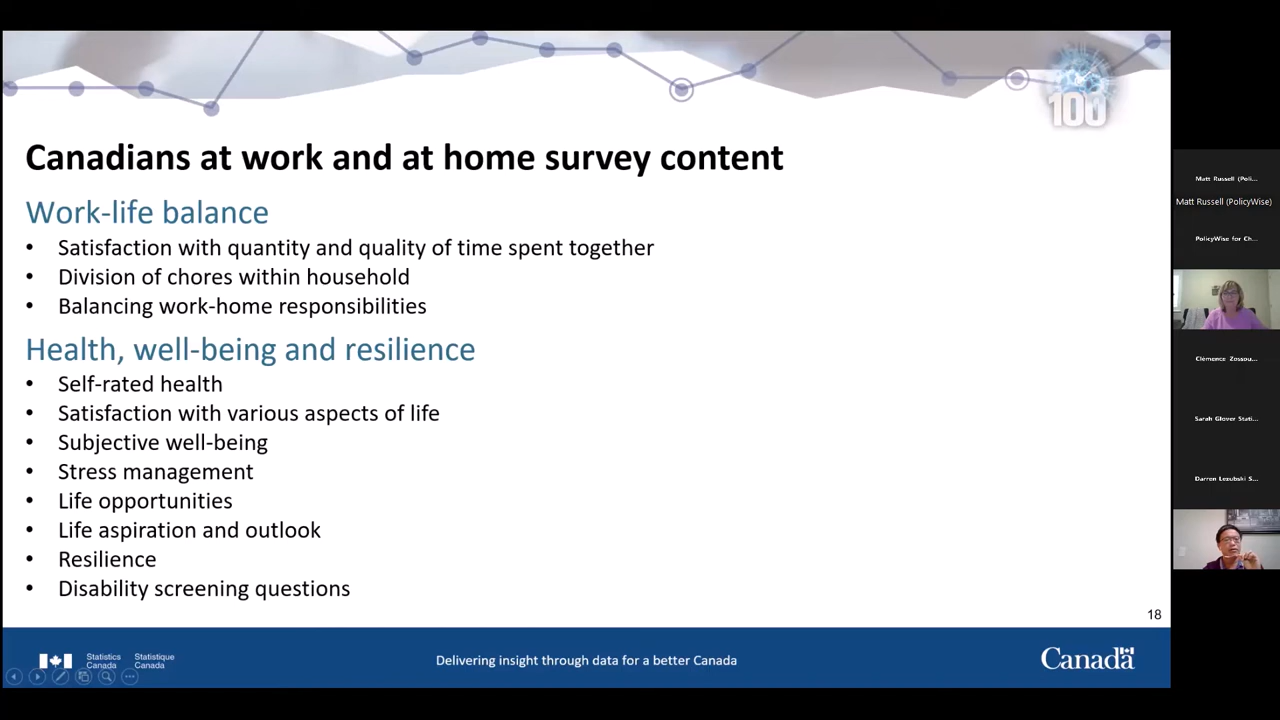 100
Canadians at work and at home survey content
Work-life balance
• Satisfaction with quantity and quality of time spent together
• Division of chores within household
• Balancing work-home responsibilities
Health, well-being and resilience
• Self-rated health
• Satisfaction with various aspects of life
• Subjective well-being
• Stress management
• Life opportunities
• Life aspiration and outlook
• Resilience
• Disability screening questions
18
Statistics Canada
Statistique Canada
Delivering insight through data for a better Canada
Canada
Matt Russell (Poli...
Matt Russell (PolicyWise)
PolicyWise for Ch...
Clémence Zossou...
Sarah Glover Stati...
Darren Lezubski S...